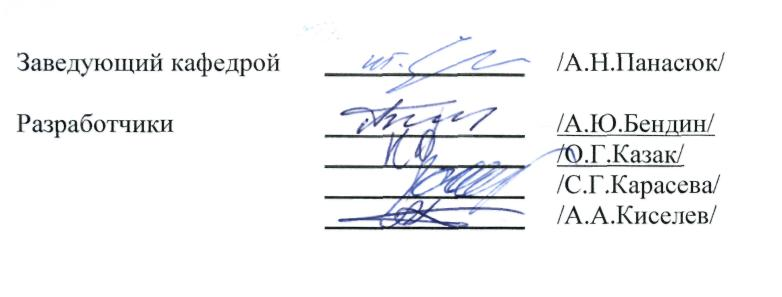 Заведующий кафедрой /А.Н.Панасюк/
Разработчики /А.Ю.Бендин/
/О.Г.Казак/
/С.Г.Карасева/
/А.А.Киселев/